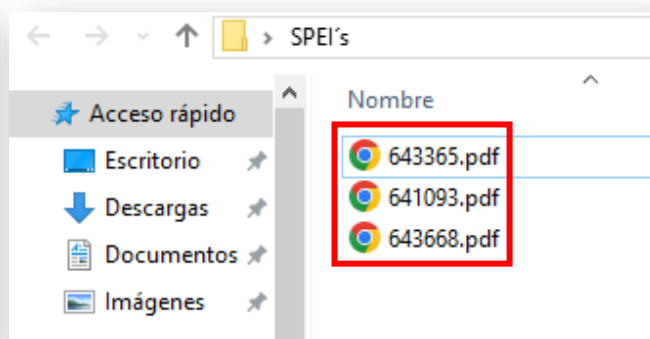 SPEI´s
Acceso rápido
Escritorio
Descargas
Documentos
Imágenes
Nombre
643365.pdf
641093.pdf
643668.pdf